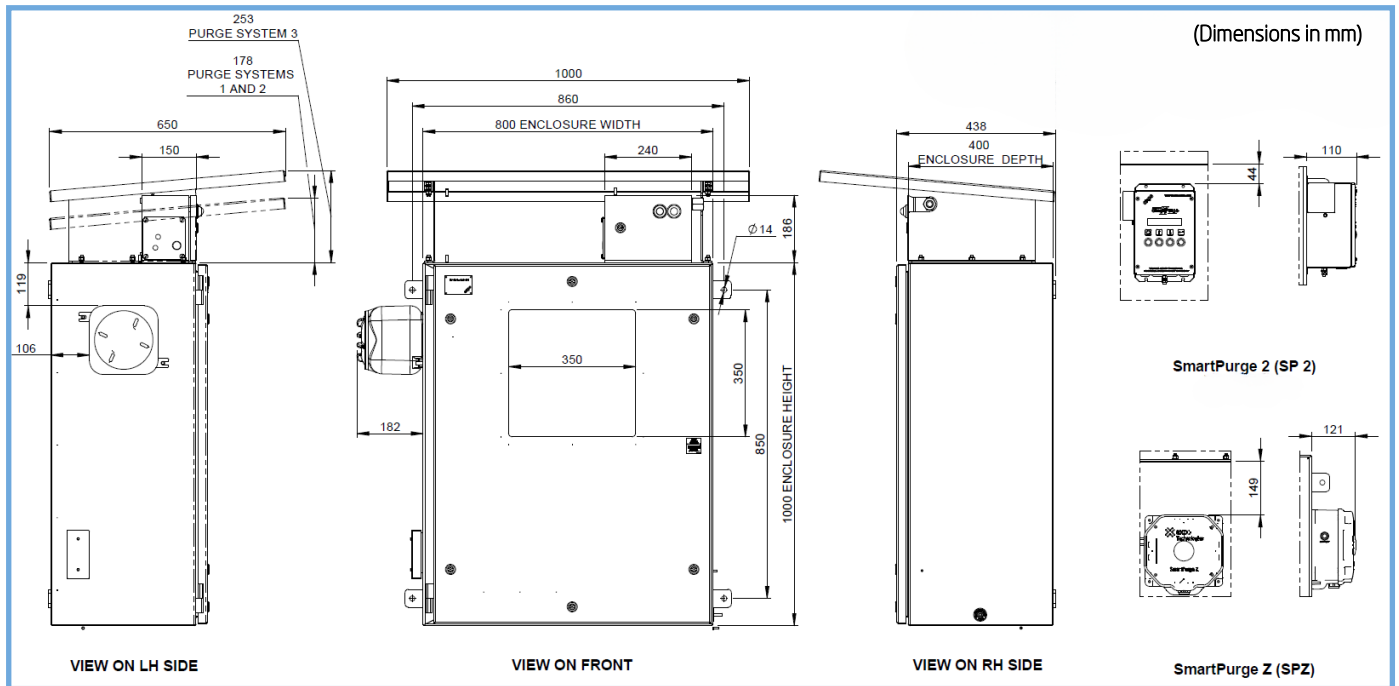 (Dimensions in mm)
253
PURGE SYSTEM 3
178
PURGE SYSTEMS
1 AND 2
650
150
119
106
VIEW ON LH SIDE
1000
860
800 ENCLOSURE WIDTH
240
186
Ø14
350
350
182
850
1000 ENCLOSURE HEIGHT
VIEW ON FRONT
438
400
ENCLOSURE DEPTH
VIEW ON RH SIDE
44
110
SmartPurge 2 (SP 2)
121
149
Technologies
SmartPurge Z
SmartPurge Z (SPZ)